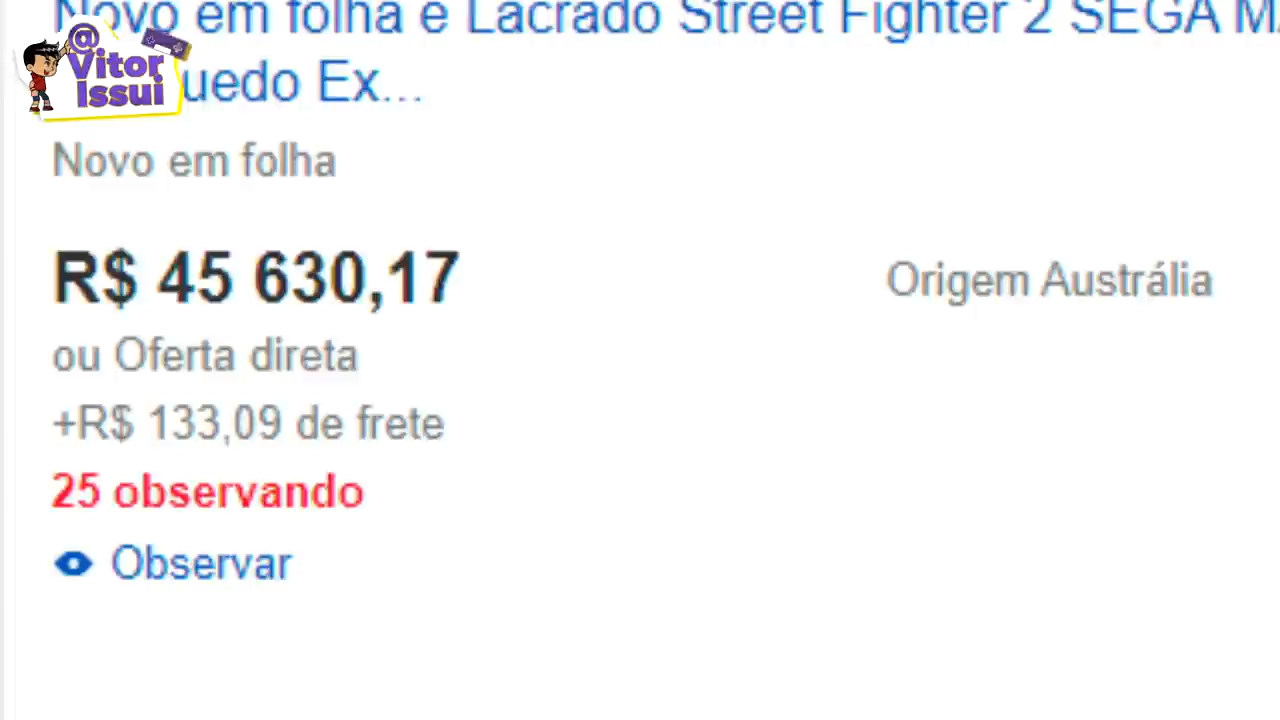 Novo em folha e Lacrado Street Fighter 2 SEGA
@
Vitor
Issui
Ex...
Novo em folha
R$ 45 630,17
Origem Austrália
ou Oferta direta
+R$ 133,09 de frete
25 observando
Observar